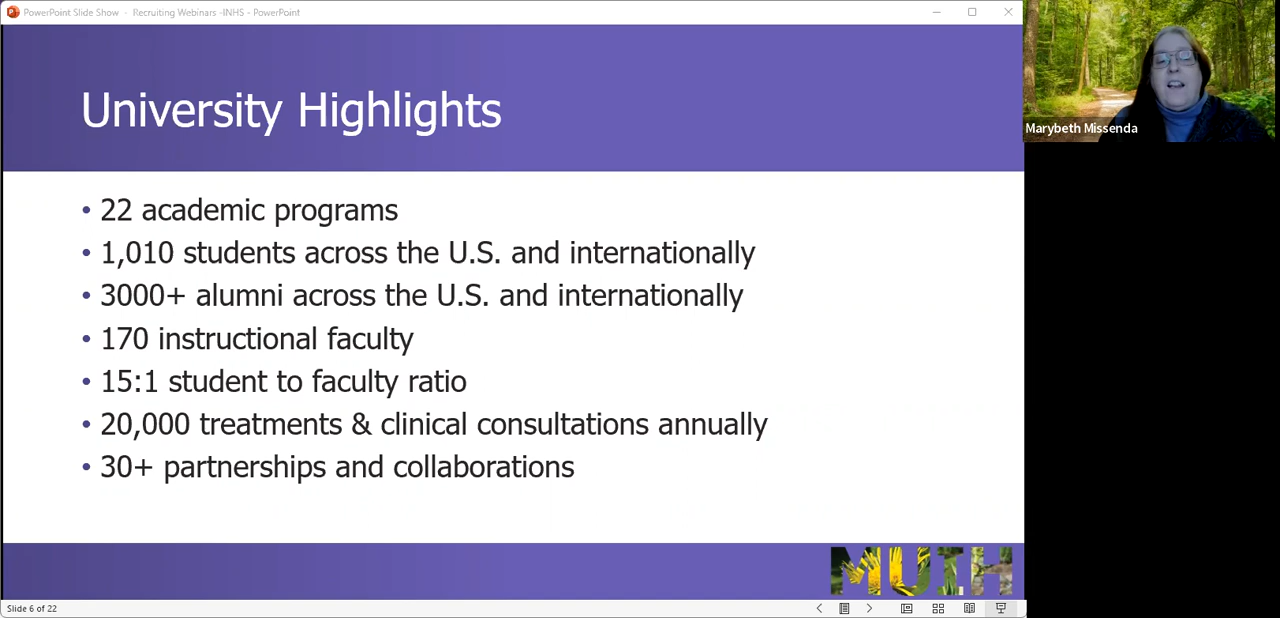 PowerPoint Slide Show - Recruiting Webinars -INHS - PowerPoint
Marybeth Missenda
University Highlights
• 22 academic programs
• 1,010 students across the U.S. and internationally
• 3000+ alumni across the U.S. and internationally
• 170 instructional faculty
• 15:1 student to faculty ratio
• 20,000 treatments & clinical consultations annually
• 30+ partnerships and collaborations
MUIH
Slide 6 of 22